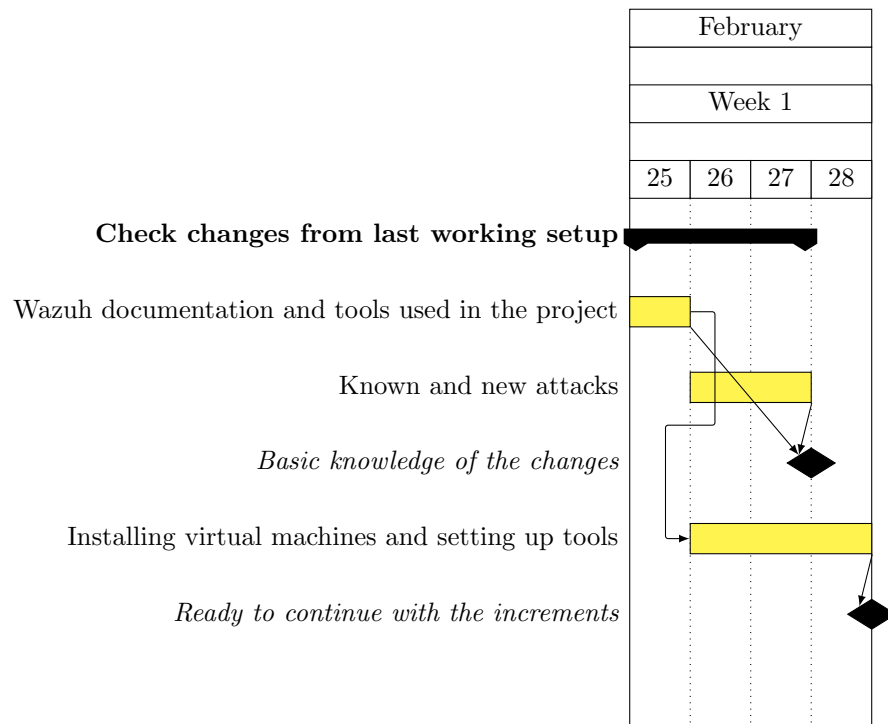 February
Week 1
25 26 27 28
Check changes from last working setup
Wazuh documentation and tools used in the project
Known and new attacks
Basic knowledge of the changes
Installing virtual machines and setting up tools
Ready to continue with the increments